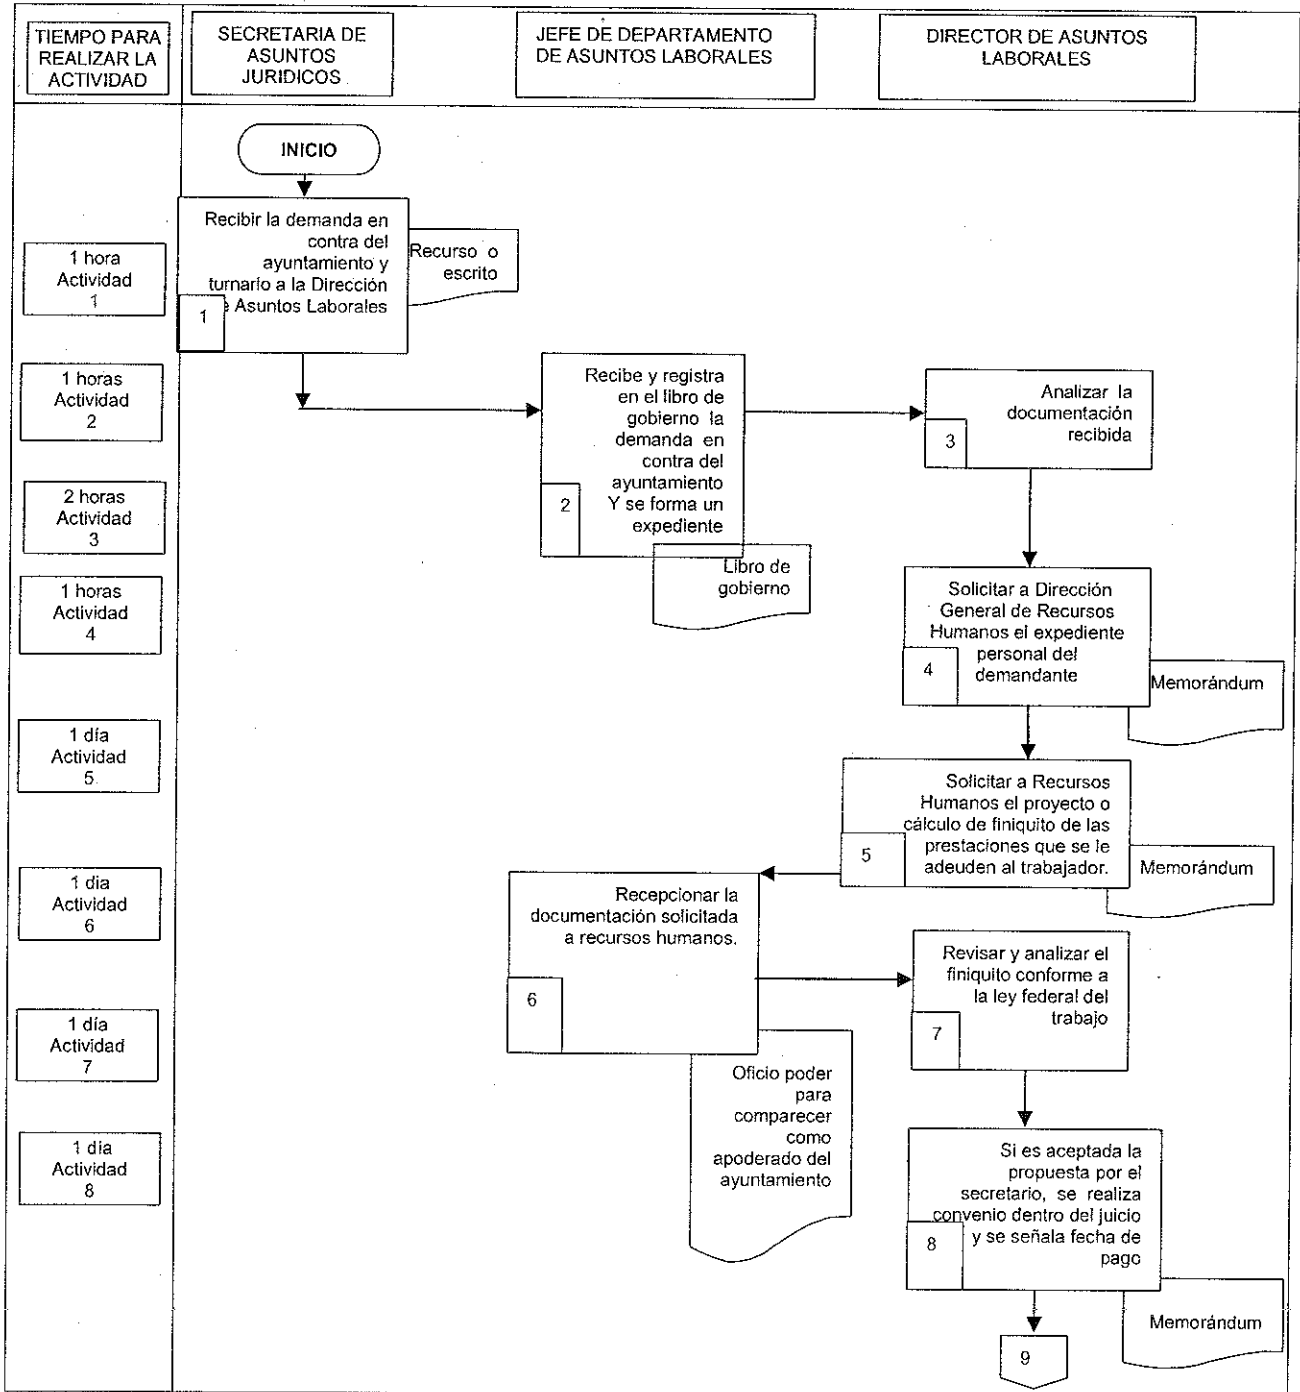 TIEMPO PARA
REALIZAR LA
ACTIVIDAD
SECRETARIA DE
ASUNTOS
JURIDICOS
JEFE DE DEPARTAMENTO
DE ASUNTOS LABORALES
DIRECTOR DE ASUNTOS
LABORALES
INICIO
1 hora
Actividad
1
Recibir la demanda en
contra del
ayuntamiento y
turnarlo a la Dirección
e Asuntos Laborales
1
Recurso o
escrito
1 horas
Actividad
2
Recibe y registra
en el libro de
gobierno la
demanda en
contra del
ayuntamiento
Y se forma un
expediente
2
Libro de
gobierno
Analizar la
documentación
recibida
3
2 horas
Actividad
3
1 horas
Actividad
4
Solicitar a Dirección
General de Recursos
Humanos el expediente
personal del
demandante
4
Memorándum
1 día
Actividad
5
Solicitar a Recursos
Humanos el proyecto o
cálculo de finiquito de las
prestaciones que se le
adeuden al trabajador.
5
Memorándum
1 dia
Actividad
6
Recepcionar la
documentación solicitada
a recursos humanos.
6
Oficio poder
para
comparecer
como
apoderado del
ayuntamiento
Revisar y analizar el
finiquito conforme a
la ley federal del
trabajo
7
1 día
Actividad
7
1 día
Actividad
8
Si es aceptada la
propuesta por el
secretario, se realiza
convenio dentro del juicio
y se señala fecha de
pago
8
Memorándum
9